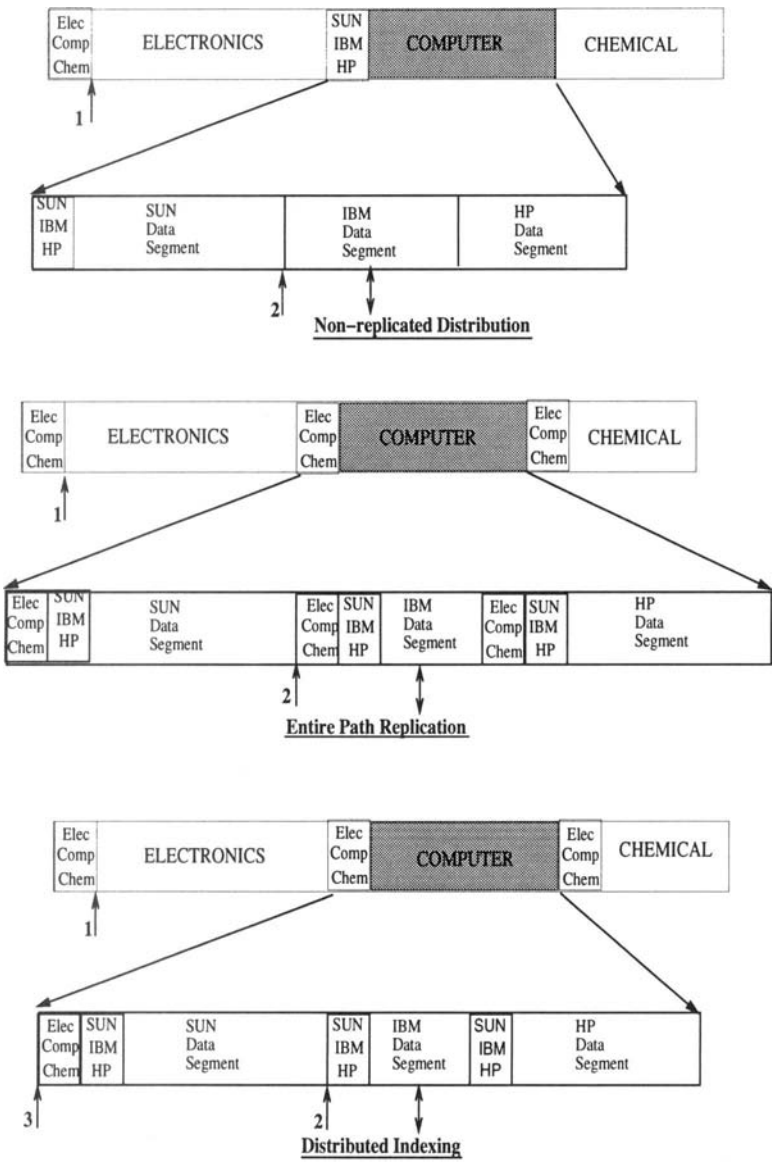 Elec
Comp
Chem
ELECTRONICS
SUN
IBM
HP
COMPUTER
CHEMICAL
1
SUN
IBM
HP
SUN
Data
Segment
IBM
Data
Segment
HP
Data
Segment
2
Non-replicated Distribution
Elec
Comp
Chem
ELECTRONICS
Elec
Comp
Chem
COMPUTER
Elec
Comp
Chem
CHEMICAL
1
Elec
Comp
Chem
SUN
IBM
HP
SUN
Data
Segment
Elec
Comp
Chem
SUN
IBM
HP
IBM
Data
Segment
Elec
Comp
Chem
SUN
IBM
HP
HP
Data
Segment
2
Entire Path Replication
Elec
Comp
Chem
ELECTRONICS
Elec
Comp
Chem
COMPUTER
Elec
Comp
Chem
CHEMICAL
1
Elec
Comp
Chem
SUN
IBM
HP
SUN
Data
Segment
SUN
IBM
HP
IBM
Data
Segment
SUN
IBM
HP
HP
Data
Segment
3
2
Distributed Indexing